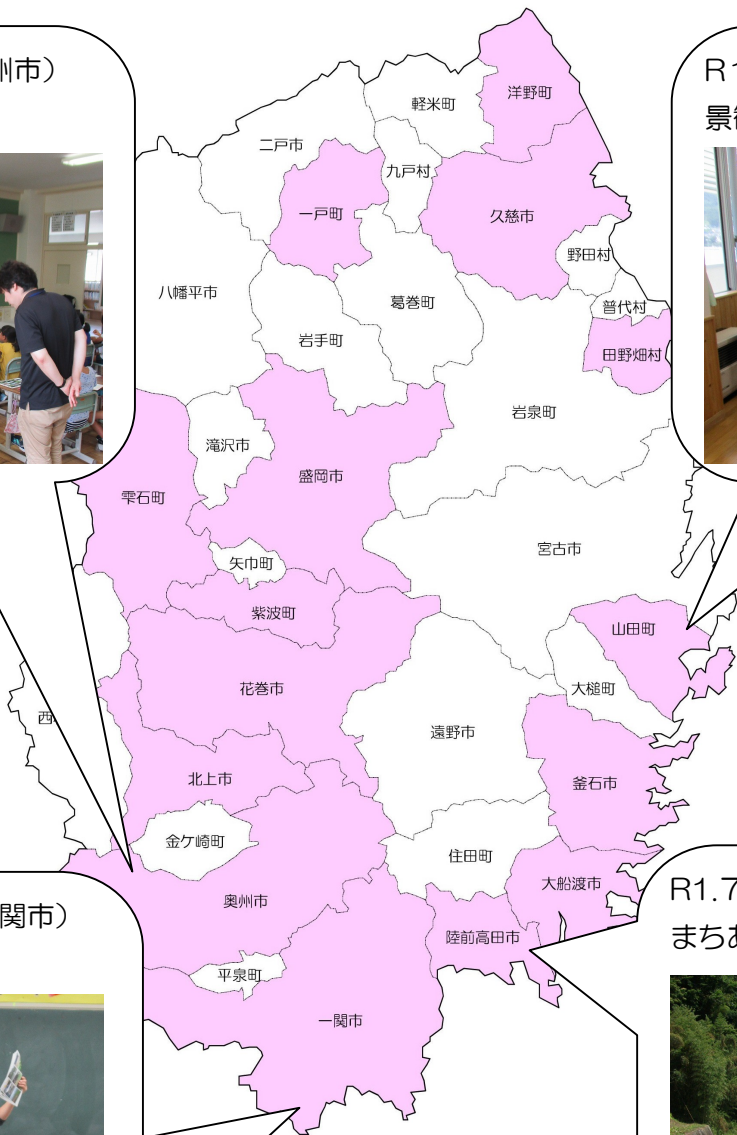 州市）
R1
洋野町
軽米町
二戸市
九戸村
一戸町
久慈市
野田村
八幡平市
葛巻町
普代村
岩手町
田野畑村
岩泉町
滝沢市
盛岡市
雫石町
宮古市
矢巾町
紫波町
山田町
花巻市
大槌町
西
遠野市
北上市
釜石市
金ケ崎町
住田町
大船渡市
奥州市
R1.7
まちあ
関市）
陸前高田市
平泉町
一関市